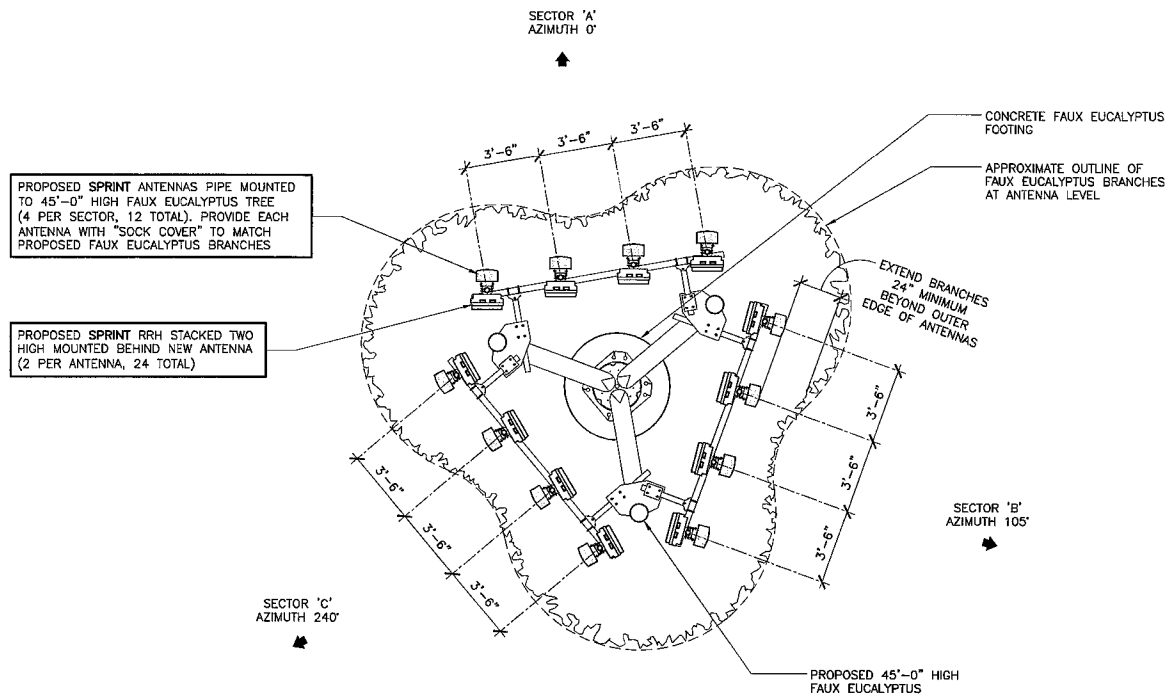 SECTOR 'A'
AZIMUTH 0°
CONCRETE FAUX EUCALYPTUS
FOOTING
3'-6"
3'-6"
3'-6"
APPROXIMATE OUTLINE OF
FAUX EUCALYPTUS BRANCHES
AT ANTENNA LEVEL
PROPOSED SPRINT ANTENNAS PIPE MOUNTED
TO 45'-0" HIGH FAUX EUCALYPTUS TREE
(4 PER SECTOR, 12 TOTAL). PROVIDE EACH
ANTENNA WITH "SOCK COVER" TO MATCH
PROPOSED FAUX EUCALYPTUS BRANCHES
EXTEND BRANCHES
24" MINIMUM
BEYOND OUTER
EDGE OF ANTENNAS
PROPOSED SPRINT RRH STACKED TWO
HIGH MOUNTED BEHIND NEW ANTENNA
(2 PER ANTENNA, 24 TOTAL)
3'-6"
3'-6"
3'-6"
3'-6"
3'-6"
3'-6"
SECTOR 'B'
AZIMUTH 105°
SECTOR 'C'
AZIMUTH 240°
PROPOSED 45'-0" HIGH
FAUX EUCALYPTUS